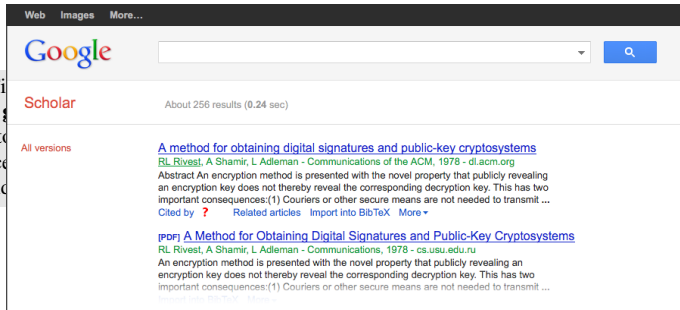 Web Images More...
Google
Scholar
About 256 results (0.24 sec)
All versions
A method for obtaining digital signatures and public-key cryptosystems
RL Rivest, A Shamir, L Adleman - Communications of the ACM, 1978 - dl.acm.org
Abstract An encryption method is presented with the novel property that publicly revealing
an encryption key does not thereby reveal the corresponding decryption key. This has two
important consequences:(1) Couriers or other secure means are not needed to transmit ...
Cited by ? Related articles Import into BibTeX More
[PDF] A Method for Obtaining Digital Signatures and Public-Key Cryptosystems
RL Rivest, A Shamir, L Adleman - Communications, 1978 - cs.usu.edu.ru
An encryption method is presented with the novel property that publicly revealing an
encryption key does not thereby reveal the corresponding decryption key. This has two
important consequences:(1) Couriers or other secure means are not needed to transmit ...
Import into BibTeX More